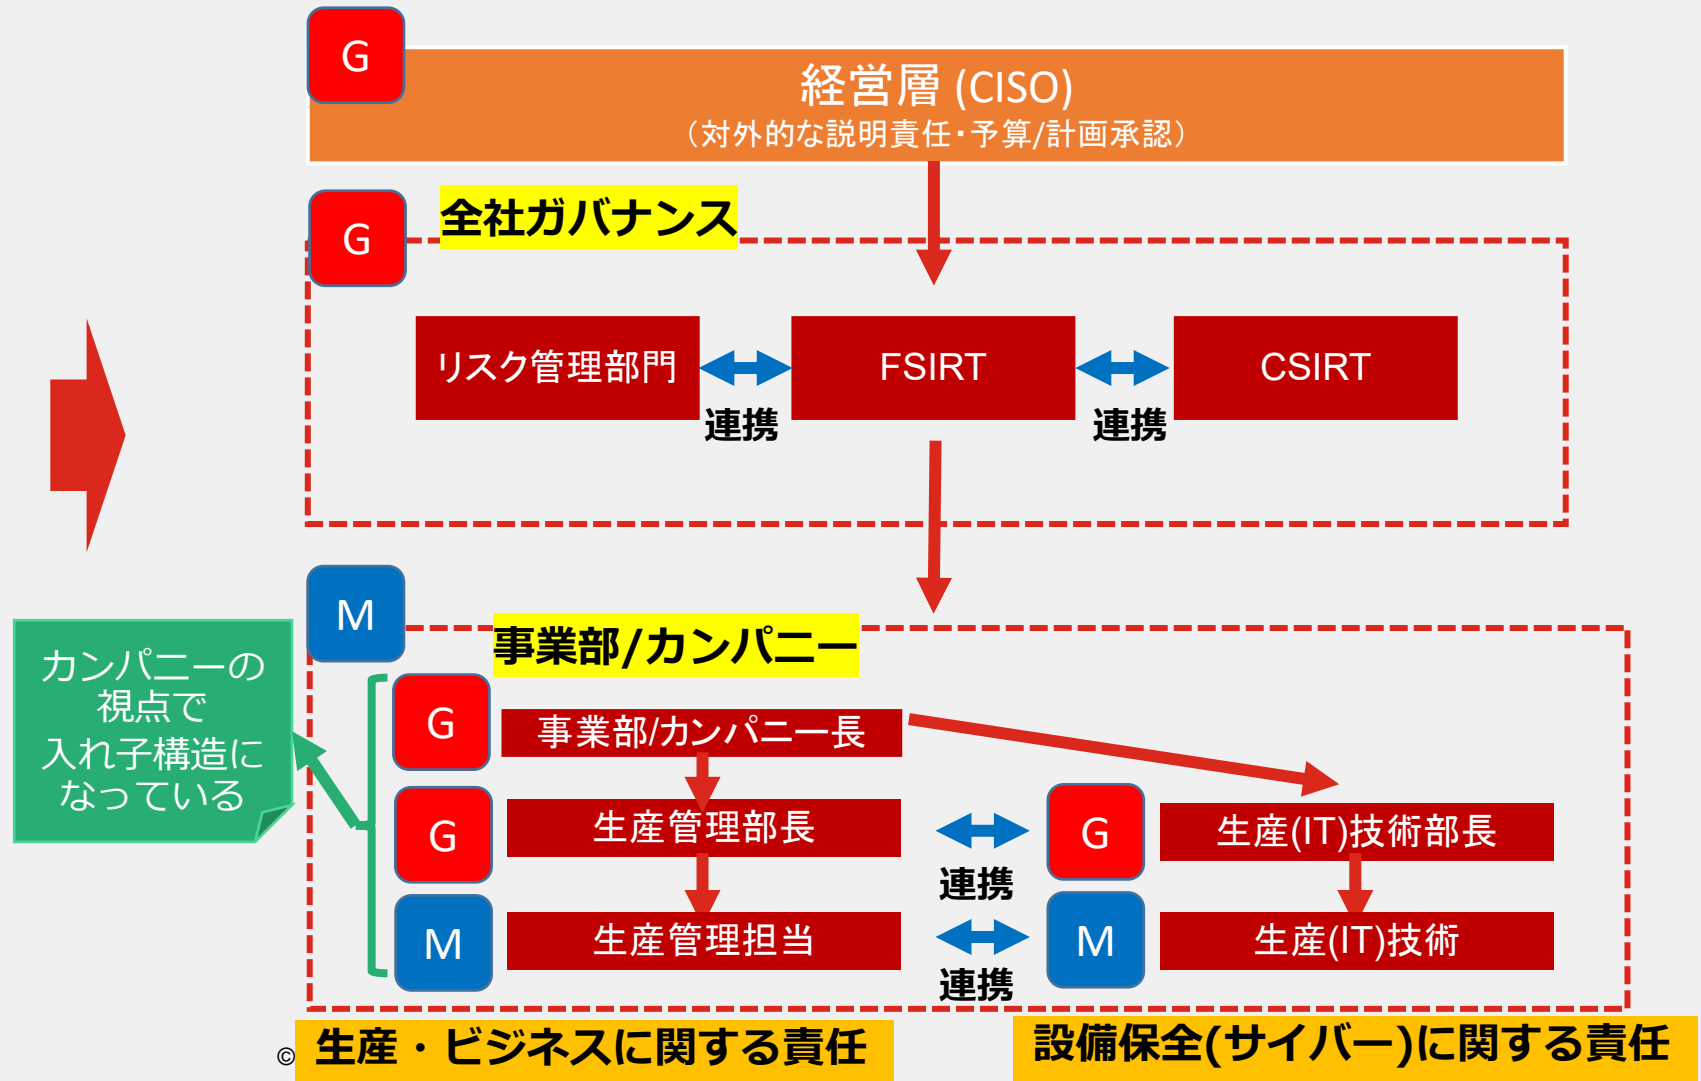 G
経営層 (CISO)
（対外的な説明責任・予算/計画承認）
G
全社ガバナンス
リスク管理部門
FSIRT
CSIRT
連携
連携
M
事業部/カンパニー
カンパニーの
視点で
入れ子構造に
なっている
G
事業部/カンパニー長
G
生産管理部長
連携
G
生産(IT)技術部長
M
生産管理担当
連携
M
生産(IT)技術
©
生産・ビジネスに関する責任
設備保全(サイバー)に関する責任